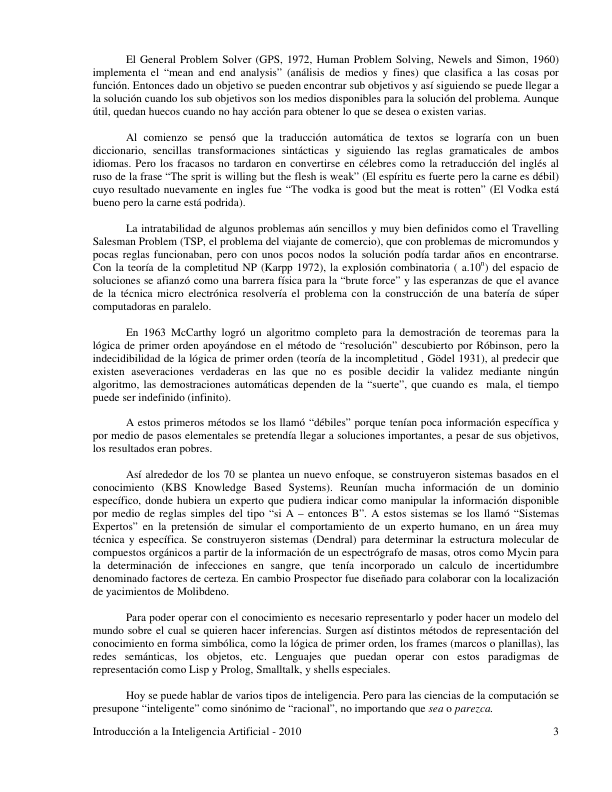 El General Problem Solver (GPS, 1972, Human Problem Solving, Newels and Simon, 1960)
implementa el “mean and end analysis” (análisis de medios y fines) que clasifica a las cosas por
función. Entonces dado un objetivo se pueden encontrar sub objetivos y así siguiendo se puede llegar a
la solución cuando los sub objetivos son los medios disponibles para la solución del problema. Aunque
útil, quedan huecos cuando no hay acción para obtener lo que se desea o existen varias.
Al comienzo se pensó que la traducción automática de textos se lograría con un buen
diccionario, sencillas transformaciones sintácticas y siguiendo las reglas gramaticales de ambos
idiomas. Pero los fracasos no tardaron en convertirse en célebres como la retraducción del inglés al
ruso de la frase “The sprit is willing but the flesh is weak” (El espíritu es fuerte pero la carne es débil)
cuyo resultado nuevamente en ingles fue “The vodka is good but the meat is rotten” (El Vodka está
bueno pero la carne está podrida).
La intratabilidad de algunos problemas aún sencillos y muy bien definidos como el Travelling
Salesman Problem (TSP, el problema del viajante de comercio), que con problemas de micromundos y
pocas reglas funcionaban, pero con unos pocos nodos la solución podía tardar años en encontrarse.
Con la teoría de la completitud NP (Karpp 1972), la explosión combinatoria ( a.10ⁿ) del espacio de
soluciones se afianzó como una barrera física para la “brute force” y las esperanzas de que el avance
de la técnica micro electrónica resolvería el problema con la construcción de una batería de súper
computadoras en paralelo.
En 1963 McCarthy logró un algoritmo completo para la demostración de teoremas para la
lógica de primer orden apoyándose en el método de “resolución” descubierto por Róbinson, pero la
indecidibilidad de la lógica de primer orden (teoría de la incompletitud , Gödel 1931), al predecir que
existen aseveraciones verdaderas en las que no es posible decidir la validez mediante ningún
algoritmo, las demostraciones automáticas dependen de la “suerte”, que cuando es mala, el tiempo
puede ser indefinido (infinito).
A estos primeros métodos se los llamó “débiles” porque tenían poca información específica y
por medio de pasos elementales se pretendía llegar a soluciones importantes, a pesar de sus objetivos,
los resultados eran pobres.
Así alrededor de los 70 se plantea un nuevo enfoque, se construyeron sistemas basados en el
conocimiento (KBS Knowledge Based Systems). Reunían mucha información de un dominio
específico, donde hubiera un experto que pudiera indicar como manipular la información disponible
por medio de reglas simples del tipo “si A – entonces B”. A estos sistemas se los llamó “Sistemas
Expertos” en la pretensión de simular el comportamiento de un experto humano, en un área muy
técnica y específica. Se construyeron sistemas (Dendral) para determinar la estructura molecular de
compuestos orgánicos a partir de la información de un espectrógrafo de masas, otros como Mycin para
la determinación de infecciones en sangre, que tenía incorporado un calculo de incertidumbre
denominado factores de certeza. En cambio Prospector fue diseñado para colaborar con la localización
de yacimientos de Molibdeno.
Para poder operar con el conocimiento es necesario representarlo y poder hacer un modelo del
mundo sobre el cual se quieren hacer inferencias. Surgen así distintos métodos de representación del
conocimiento en forma simbólica, como la lógica de primer orden, los frames (marcos o planillas), las
redes semánticas, los objetos, etc. Lenguajes que puedan operar con estos paradigmas de
representación como Lisp y Prolog, Smalltalk, y shells especiales.
Hoy se puede hablar de varios tipos de inteligencia. Pero para las ciencias de la computación se
presupone “inteligente” como sinónimo de “racional”, no importando que sea o parezca.
Introducción a la Inteligencia Artificial - 2010 3